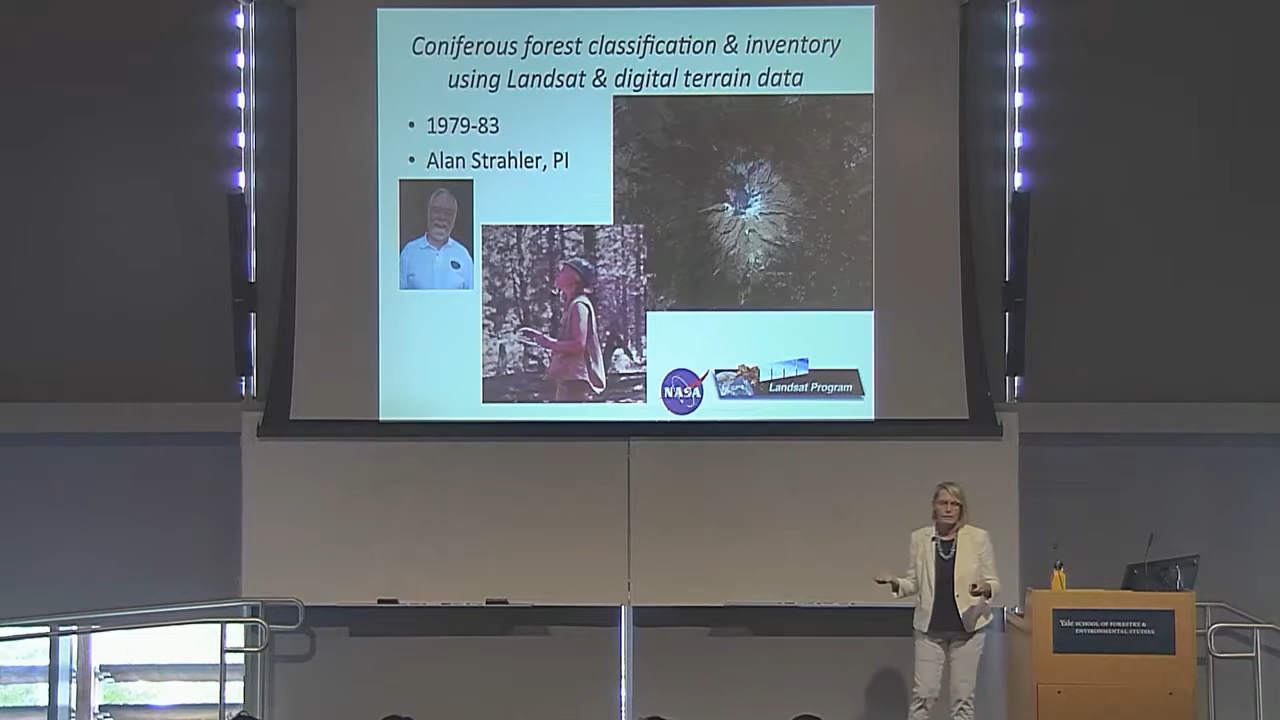 Coniferous forest classification & inventory
using Landsat & digital terrain data
• 1979-83
• Alan Strahler, PI
NASA
Landsat Program
Yale SCHOOL OF FORESTRY &
ENVIRONMENTAL STUDIES